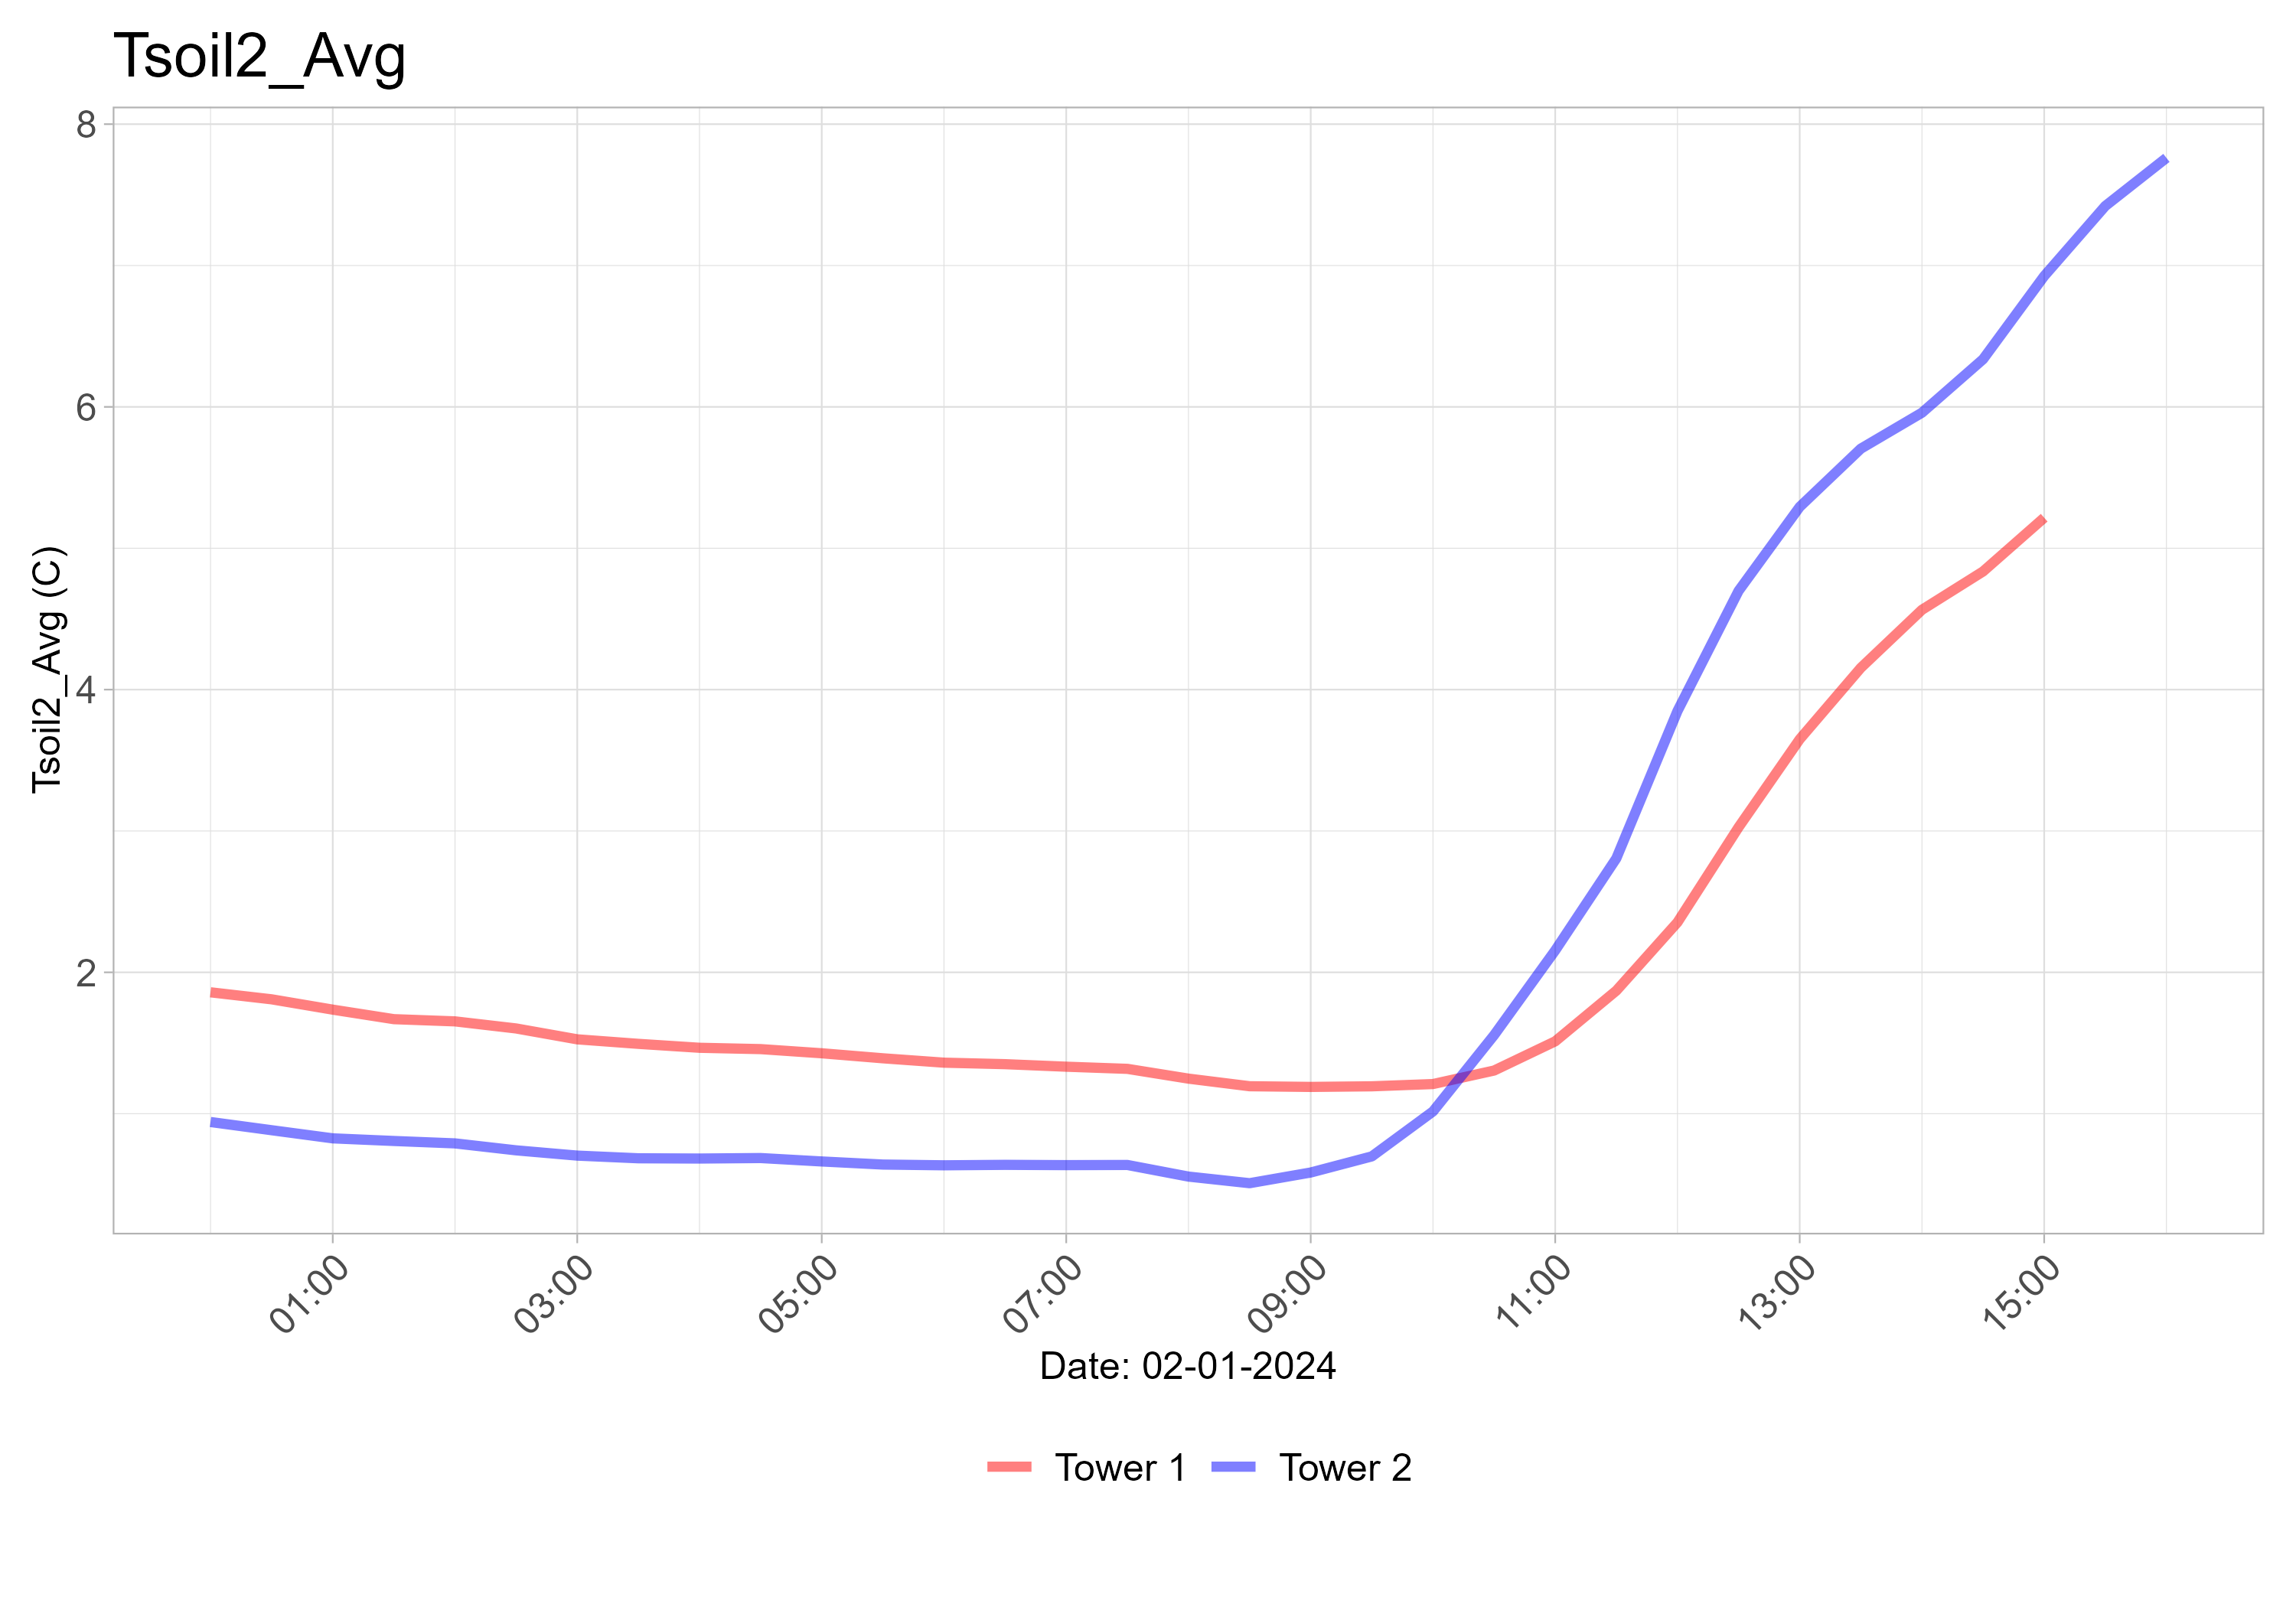 Tsoil2_Avg
Tsoil2_Avg (C)
8
6
4
2
01:00 03:00 05:00 07:00 09:00 11:00 13:00 15:00
Date: 02-01-2024
Tower 1 Tower 2